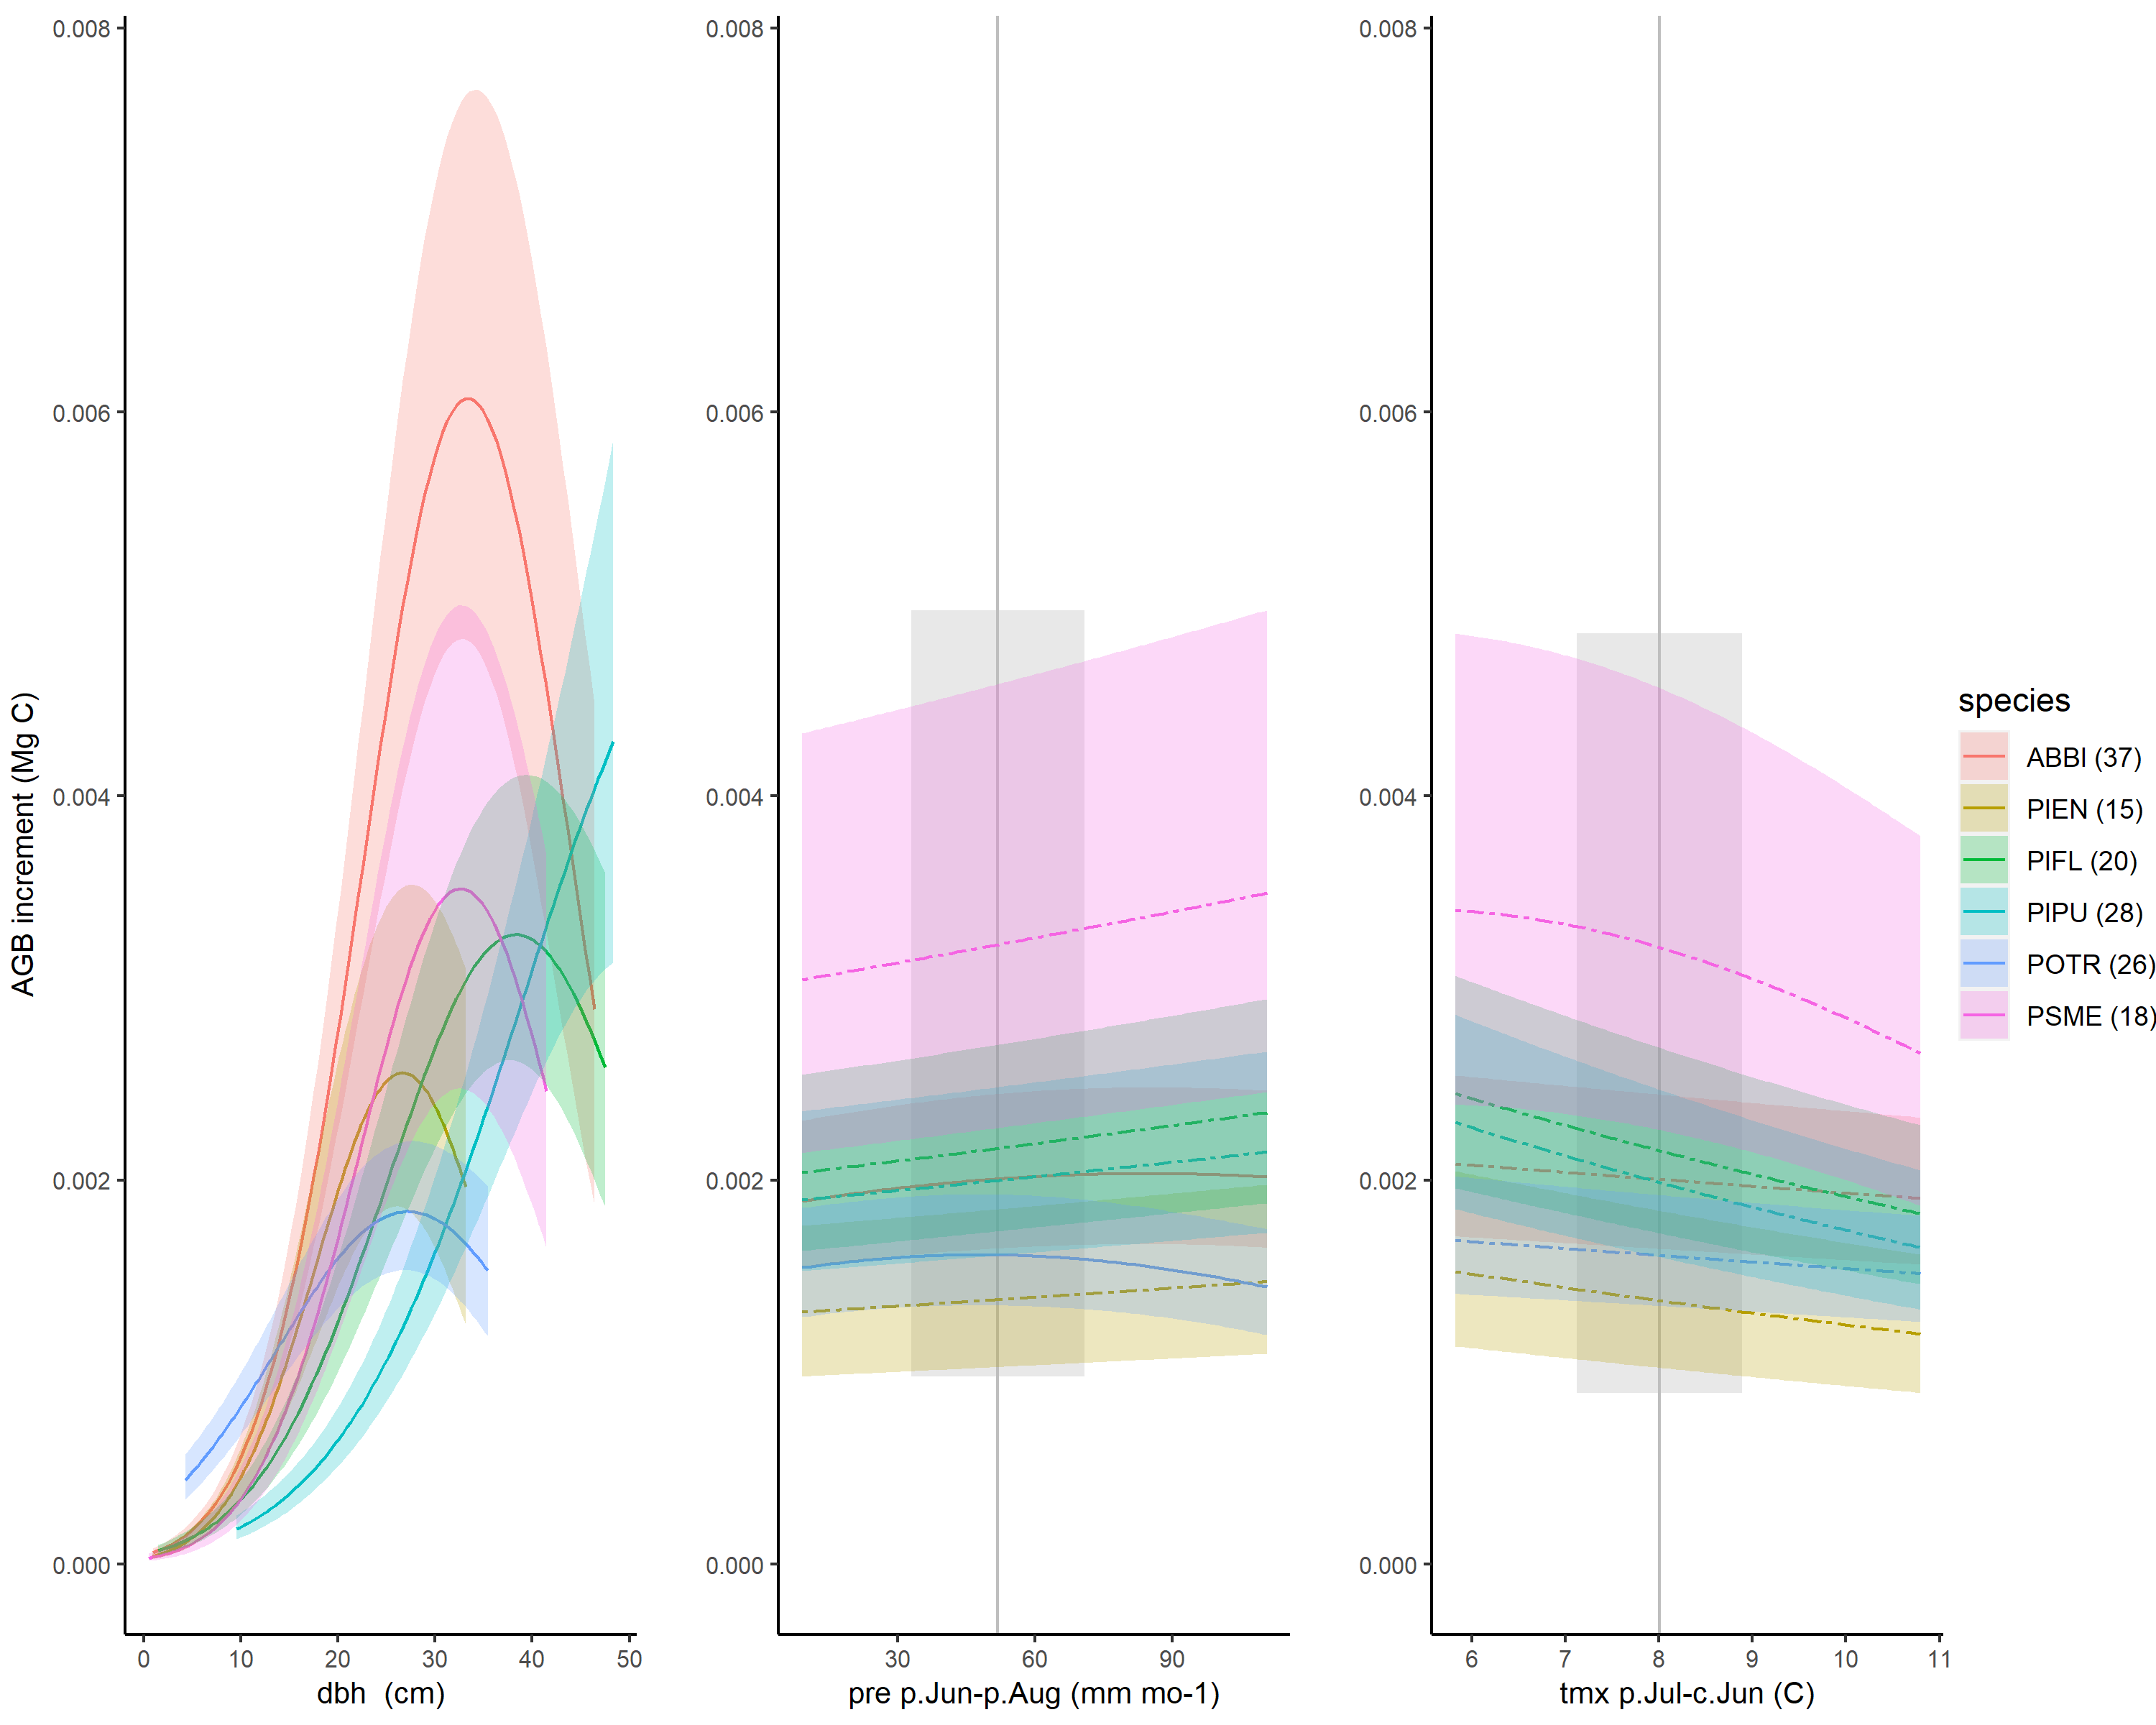 AGB increment (Mg C)
0.008
0.006
0.004
0.002
0.000
0 10 20 30 40 50
dbh (cm)
0.008
0.006
0.004
0.002
0.000
30 60 90
pre p.Jun-p.Aug (mm mo-1)
0.008
0.006
0.004
0.002
0.000
6 7 8 9 10 11
tmx p.Jul-c.Jun (C)
species
ABBI (37)
PIEN (15)
PIFL (20)
PIPU (28)
POTR (26)
PSME (18)